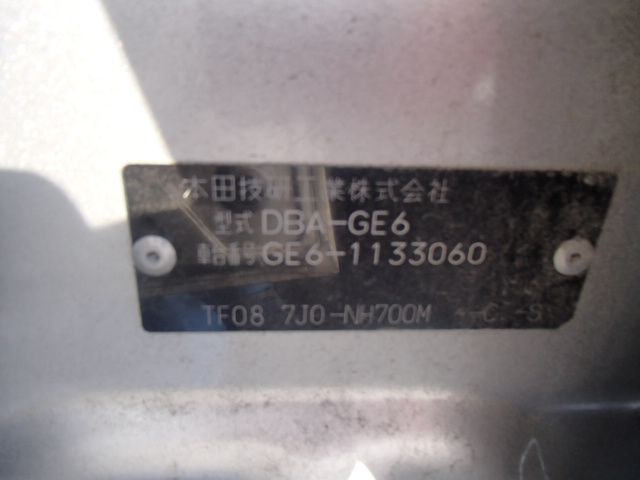 本田技研工業株式会社
型式 DBA-GE6
車台番号 GE6-1133060
TF08 7J0-NH700M --C.-S